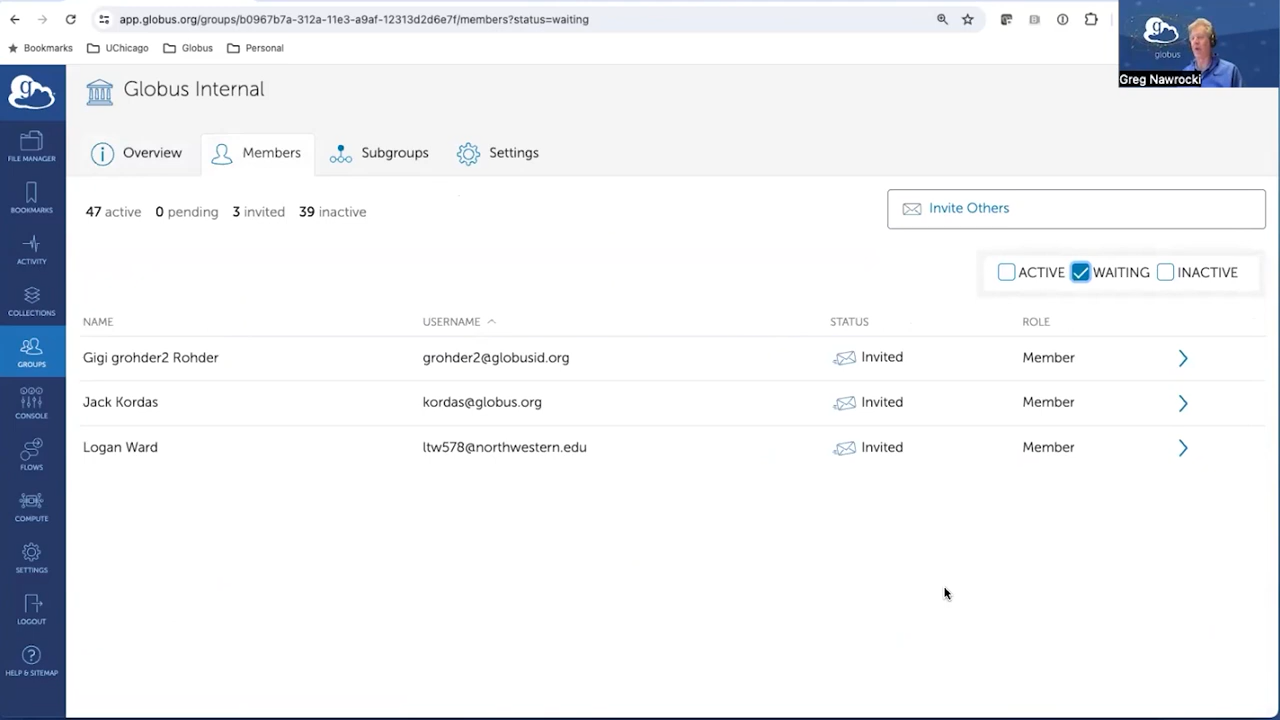 app.globus.org/groups/b0967b7a-312a-11e3-a9af-12313d2d6e7f/members?status=waiting
Bookmarks UChicago Globus Personal
globus
Greg Nawrocki
Globus Internal
Overview Members Subgroups Settings
47 active 0 pending 3 invited 39 inactive
Invite Others
ACTIVE WAITING INACTIVE
NAME USERNAME STATUS ROLE
Gigi grohder2 Rohder grohder2@globusid.org Invited Member
Jack Kordas kordas@globus.org Invited Member
Logan Ward ltw578@northwestern.edu Invited Member
FILE MANAGER
BOOKMARKS
ACTIVITY
COLLECTIONS
GROUPS
CONSOLE
FLOWS
COMPUTE
SETTINGS
LOGOUT
HELP & SITEMAP